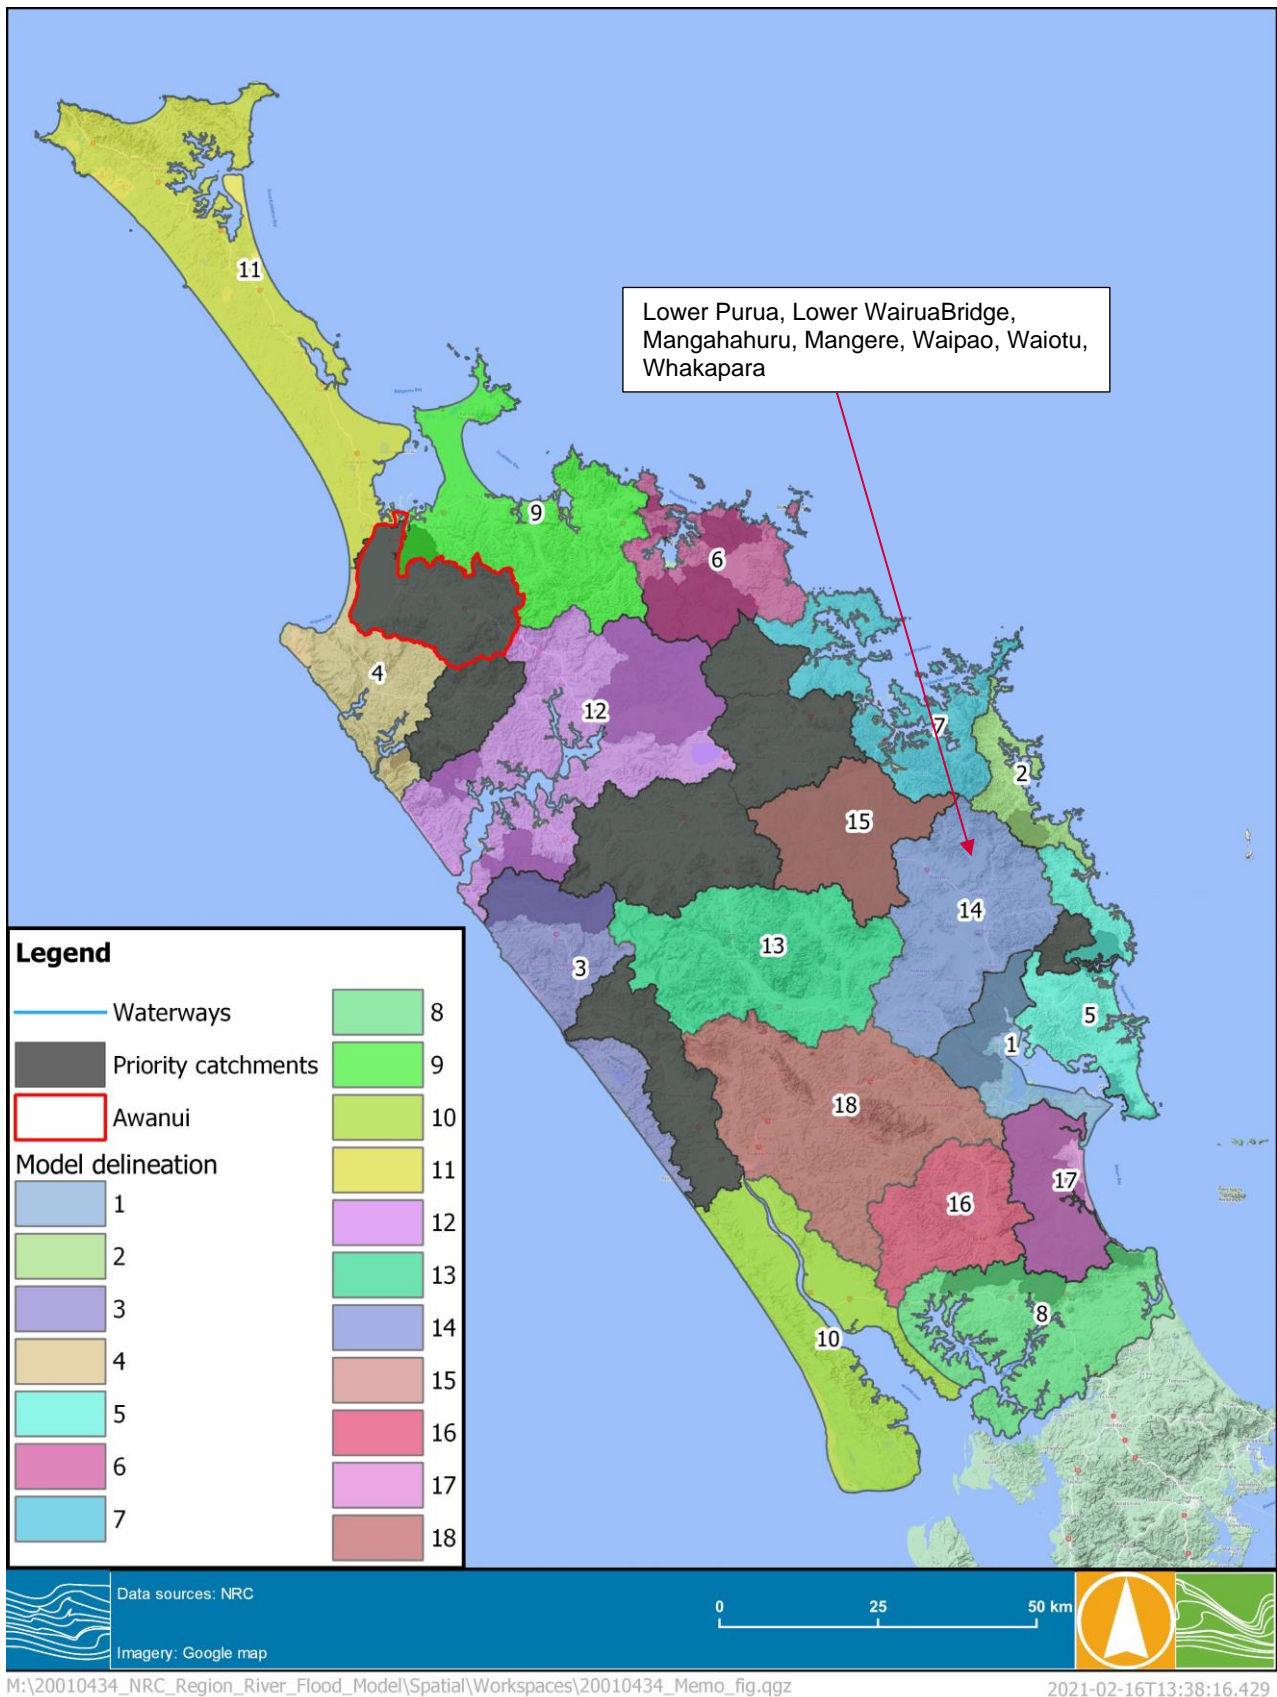 11
Lower Purua, Lower WairuaBridge,
Mangahahuru, Mangere, Waipao, Waiotu,
Whakapara
9
6
4
12
7
2
15
14
13
3
5
1
18
17
16
8
10
Legend
Waterways
Priority catchments
Awanui
Model delineation
1
2
3
4
5
6
7
8
9
10
11
12
13
14
15
16
17
18
Data sources: NRC
Imagery: Google map
0 25 50 km
M:\20010434_NRC_Region_River_Flood_Model\Spatial\Workspaces\20010434_Memo_fig.qgz
2021-02-16T13:38:16.429